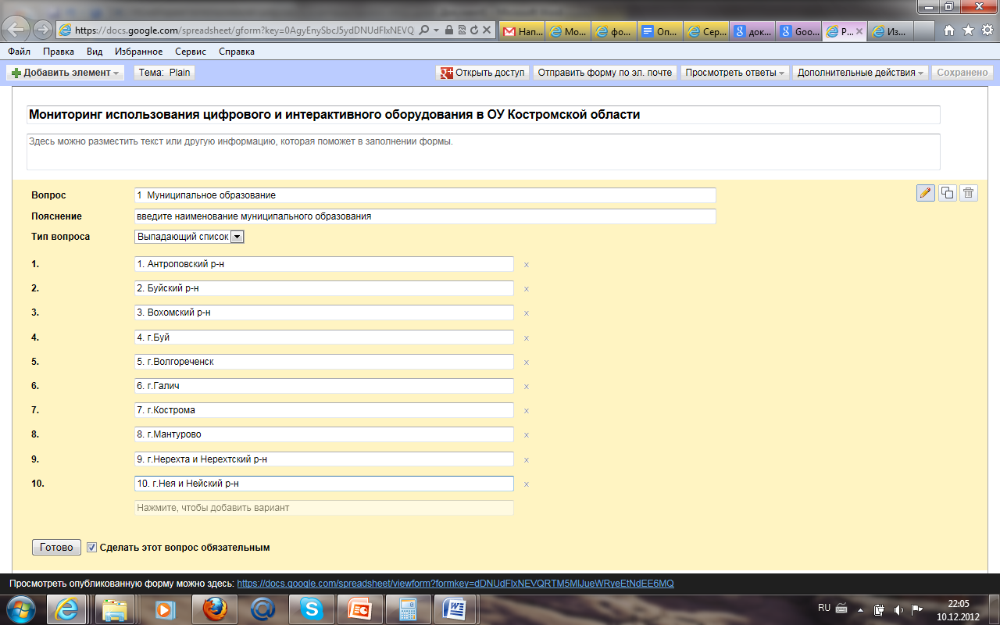 https://docs.google.com/spreadsheet/gform?key=0AgyEnySbcJ5ydDNUdFlxNEVQ
Нап... Мо... фо... Оп... Сер... док... Goo... Р... Из...
Файл Правка Вид Избранное Сервис Справка
Добавить элемент Тема: Plain Открыть доступ Отправить форму по эл. почте Просмотреть ответы Дополнительные действия Сохранено
Мониторинг использования цифрового и интерактивного оборудования в ОУ Костромской области
Здесь можно разместить текст или другую информацию, которая поможет в заполнении формы.
Вопрос 1 Муниципальное образование
Пояснение введите наименование муниципального образования
Тип вопроса Выпадающий список
1. 1. Антроповский р-н x
2. 2. Буйский р-н x
3. 3. Вохомский р-н x
4. 4. г.Буй x
5. 5. г.Волгореченск x
6. 6. г.Галич x
7. 7. г.Кострома x
8. 8. г.Мантурово x
9. 9. г.Нерехта и Нерехтский р-н x
10. 10. г.Нея и Нейский р-н x
Нажмите, чтобы добавить вариант
Готово Сделать этот вопрос обязательным
Просмотреть опубликованную форму можно здесь: https://docs.google.com/spreadsheet/viewform?formkey=dDNUdFlxNEVQRTM5MlJueWRyeEtNdEE6MQ
RU 22:05
10.12.2012